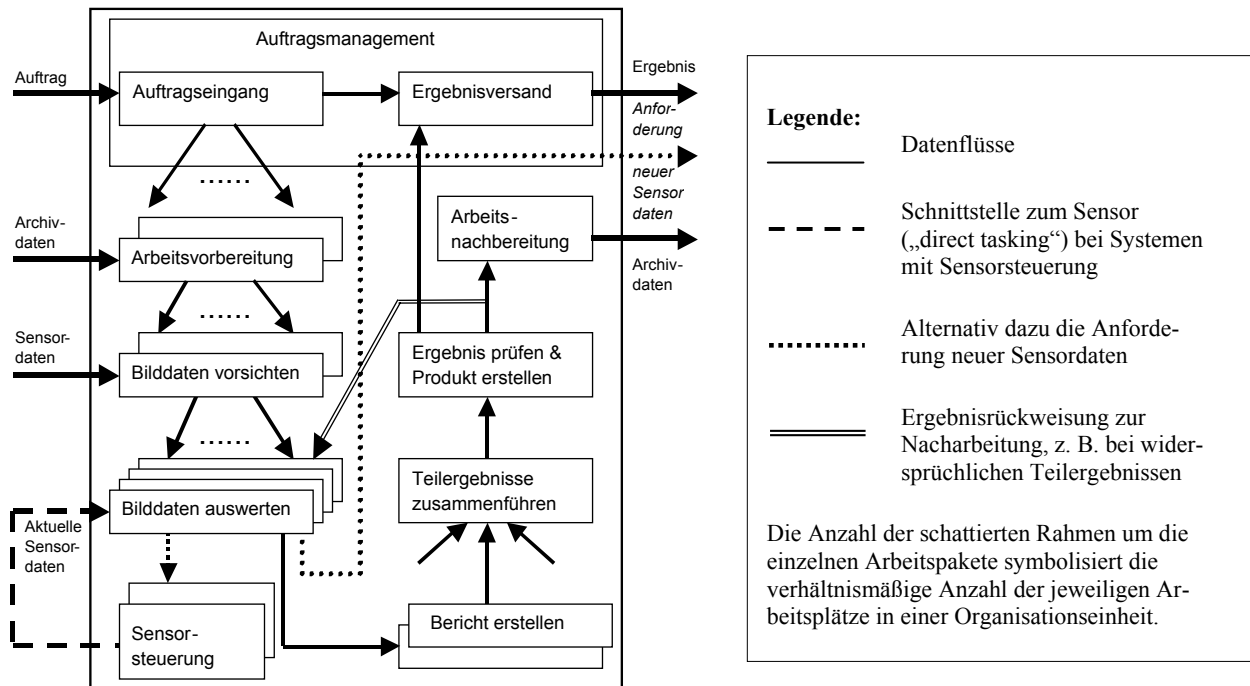 Auftragsmanagement
Auftrag
Auftragseingang
Ergebnisversand
Ergebnis
Anfor-
derung
neuer
Sensor
daten
......
Archiv-
daten
Arbeitsvorbereitung
Arbeits-
nachbereitung
Archiv-
daten
......
Sensor-
daten
Bilddaten vorsichten
Ergebnis prüfen &
Produkt erstellen
......
Bilddaten auswerten
Teilergebnisse
zusammenführen
Aktuelle
Sensor-
daten
Sensor-
steuerung
Bericht erstellen
Legende:
Datenflüsse
Schnittstelle zum Sensor
(„direct tasking“) bei Systemen
mit Sensorsteuerung
Alternativ dazu die Anforde-
rung neuer Sensordaten
Ergebnisrückweisung zur
Nacharbeitung, z. B. bei wider-
sprüchlichen Teilergebnissen
Die Anzahl der schattierten Rahmen um die
einzelnen Arbeitspakete symbolisiert die
verhältnismäßige Anzahl der jeweiligen Ar-
beitsplätze in einer Organisationseinheit.